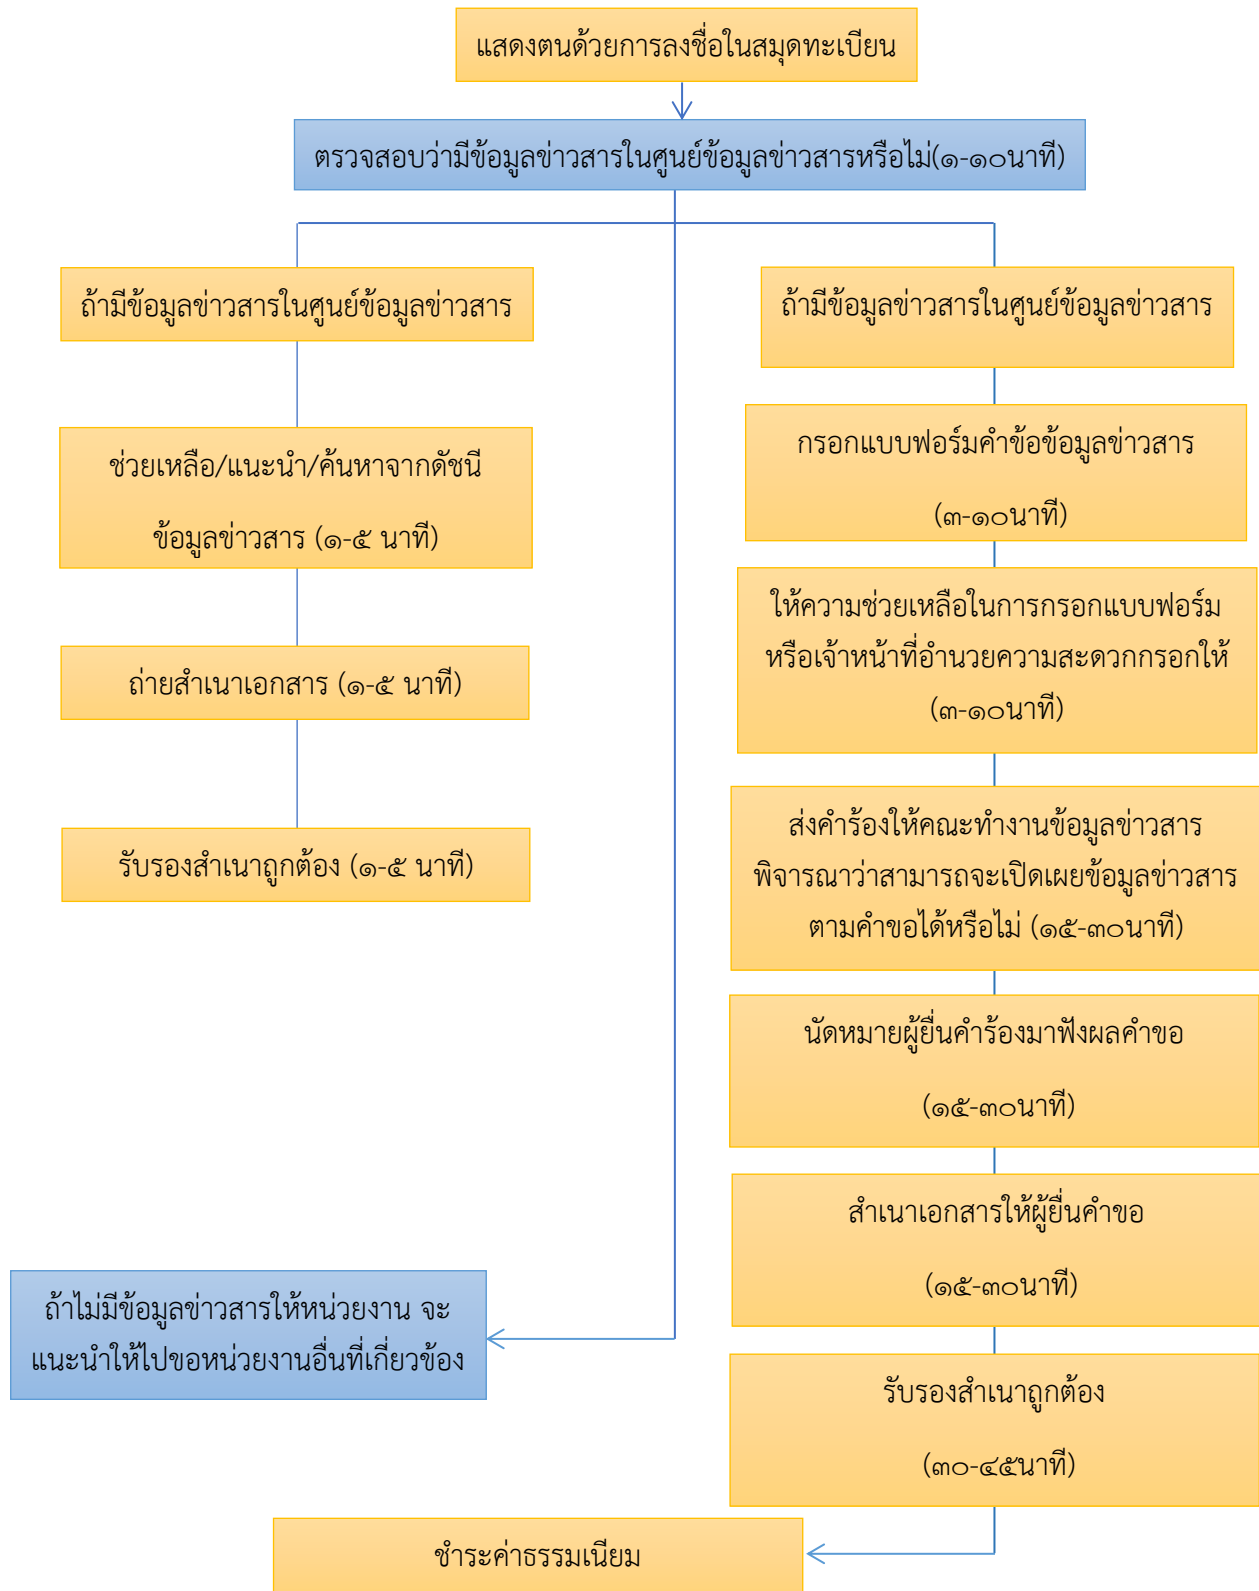 แสดงตนด้วยการลงชื่อในสมุดทะเบียน
ตรวจสอบว่ามีข้อมูลข่าวสารในศูนย์ข้อมูลข่าวสารหรือไม่(๑-๑๐นาที)
ถ้ามีข้อมูลข่าวสารในศูนย์ข้อมูลข่าวสาร
ช่วยเหลือ/แนะนำ/ค้นหาจากดัชนี
ข้อมูลข่าวสาร (๑-๕ นาที)
ถ่ายสำเนาเอกสาร (๑-๕ นาที)
รับรองสำเนาถูกต้อง (๑-๕ นาที)
ถ้ามีข้อมูลข่าวสารในศูนย์ข้อมูลข่าวสาร
กรอกแบบฟอร์มคำข้อข้อมูลข่าวสาร
(๓-๑๐นาที)
ให้ความช่วยเหลือในการกรอกแบบฟอร์ม
หรือเจ้าหน้าที่อำนวยความสะดวกกรอกให้
(๓-๑๐นาที)
ส่งคำร้องให้คณะทำงานข้อมูลข่าวสาร
พิจารณาว่าสามารถจะเปิดเผยข้อมูลข่าวสาร
ตามคำขอได้หรือไม่ (๑๕-๓๐นาที)
นัดหมายผู้ยื่นคำร้องมาฟังผลคำขอ
(๑๕-๓๐นาที)
สำเนาเอกสารให้ผู้ยื่นคำขอ
(๑๕-๓๐นาที)
รับรองสำเนาถูกต้อง
(๓๐-๔๕นาที)
ถ้าไม่มีข้อมูลข่าวสารให้หน่วยงาน จะ
แนะนำให้ไปขอหน่วยงานอื่นที่เกี่ยวข้อง
ชำระค่าธรรมเนียม